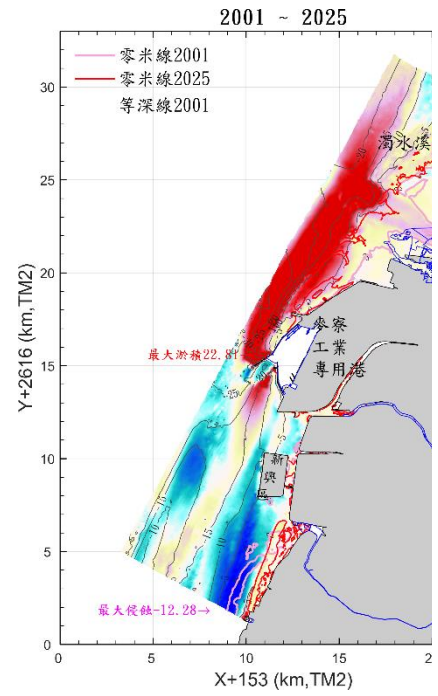 2001 ~ 2025
零米線2001
零米線2025
等深線2001
濁水溪
麥寮
工業
專用港
最大淤積22.81
新
興
區
最大侵蝕-12.28→
Y+2616 (km,TM2)
30
25
20
15
10
5
0
0
5
10
15
20
X+153 (km,TM2)